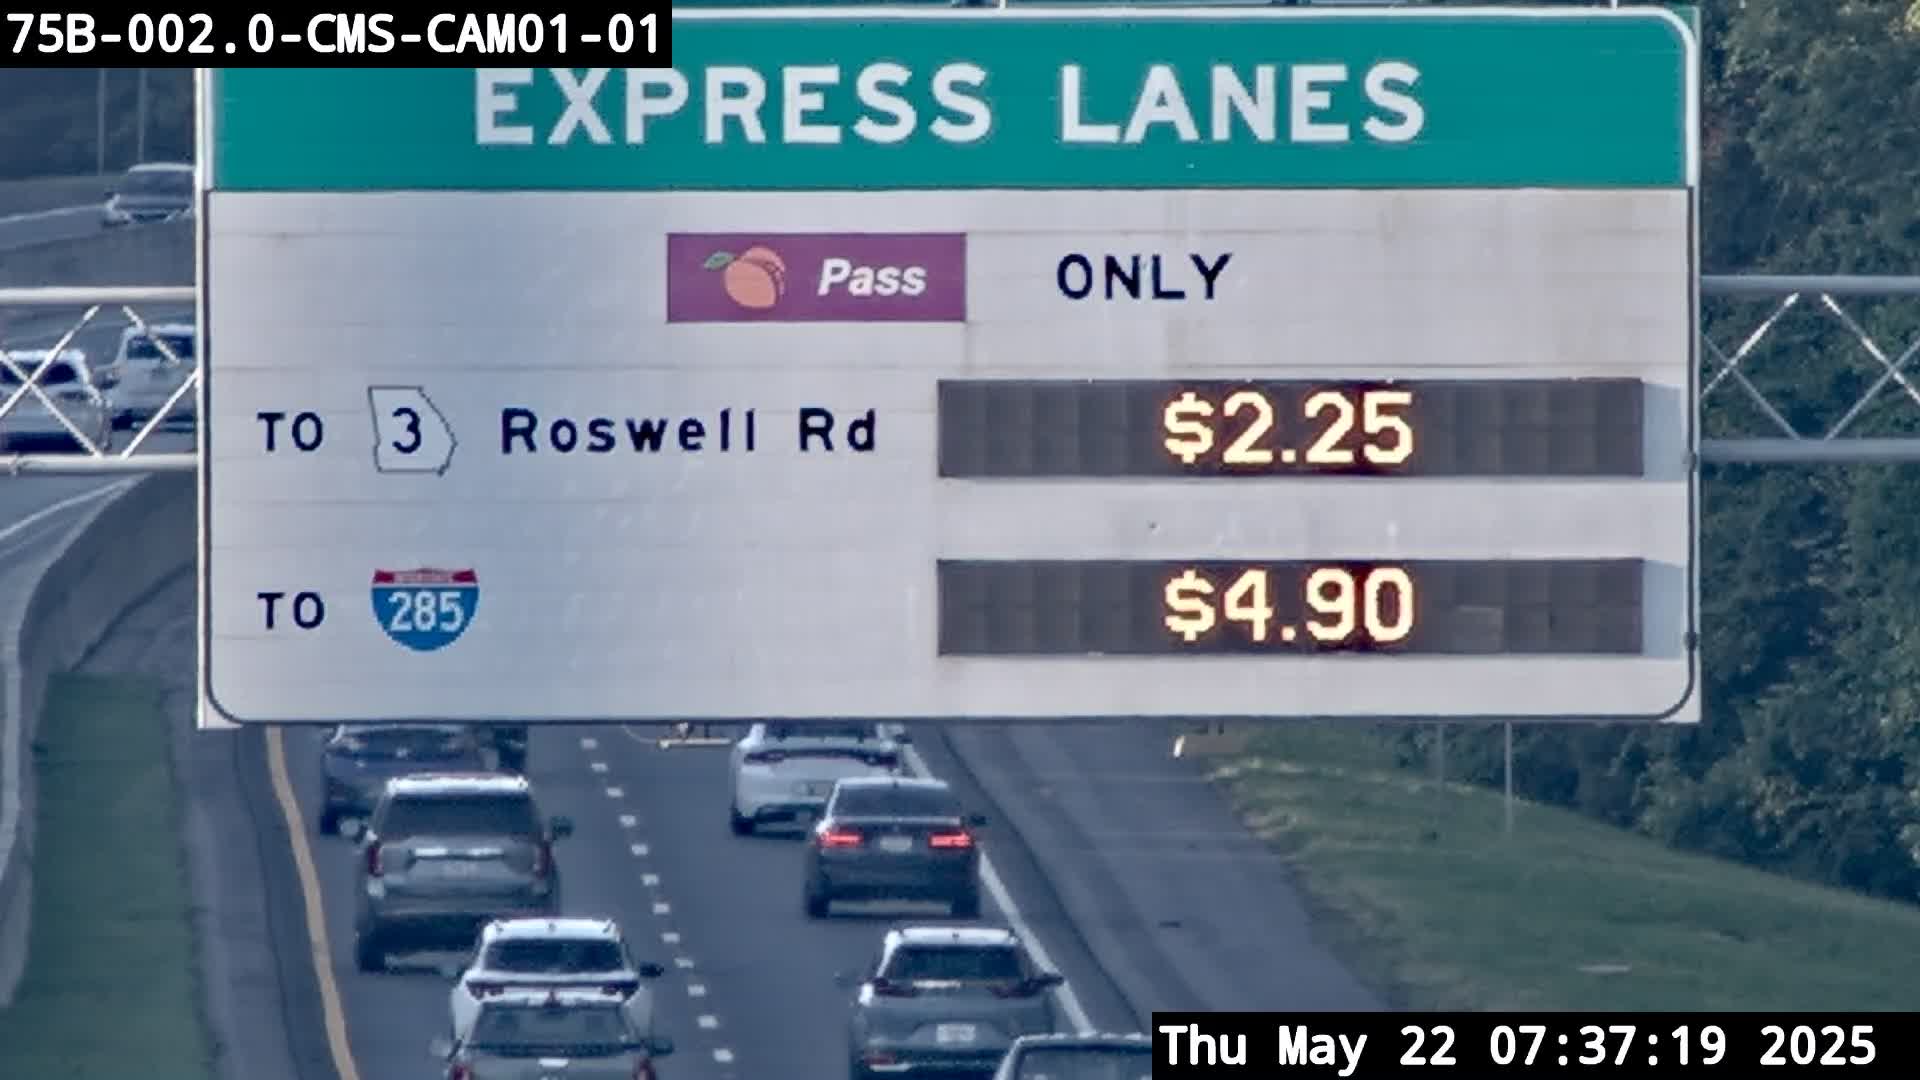 75B-002.0-CMS-CAM01-01
EXPRESS LANES
Pass ONLY
TO 3 Roswell Rd $2.25
TO 285 $4.90
Thu May 22 07:37:19 2025